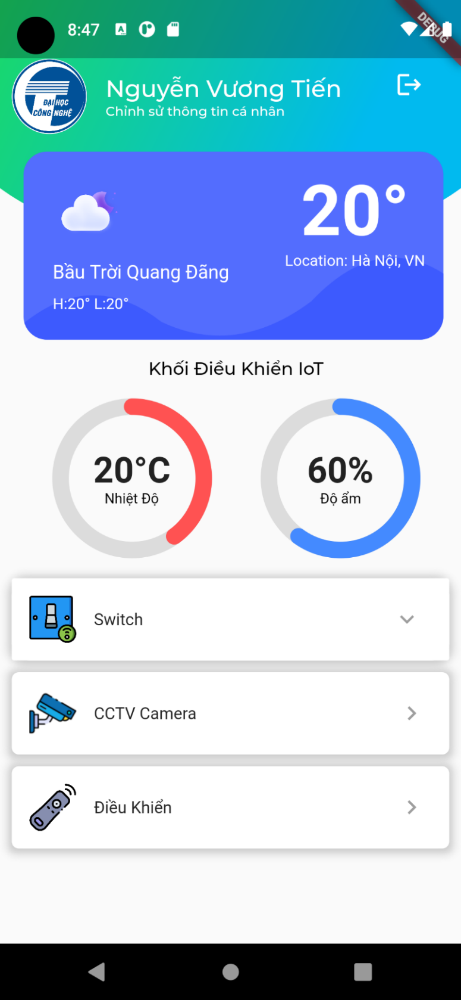 8:47
DEBUG
ĐẠI HỌC
CÔNG NGHỆ
Nguyễn Vương Tiến
Chỉnh sử thông tin cá nhân
20°
Location: Hà Nội, VN
Bầu Trời Quang Đãng
H:20° L:20°
Khối Điều Khiển IoT
20°C
Nhiệt Độ
60%
Độ ẩm
Switch
CCTV Camera
Điều Khiển